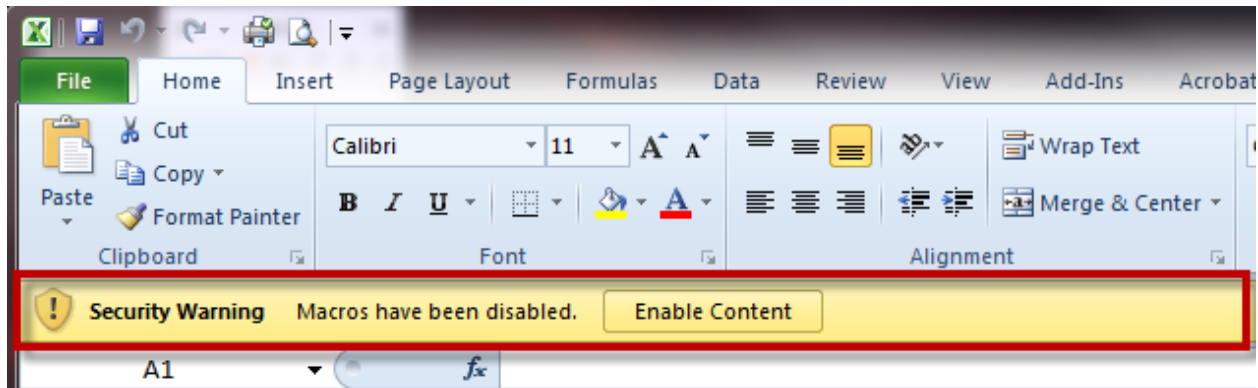 File Home Insert Page Layout Formulas Data Review View Add-Ins Acrobat
Cut
Calibri 11 Wrap Text
Copy
Paste
B I U Merge & Center
Format Painter
Clipboard Font Alignment
Security Warning Macros have been disabled. Enable Content
A1 fx